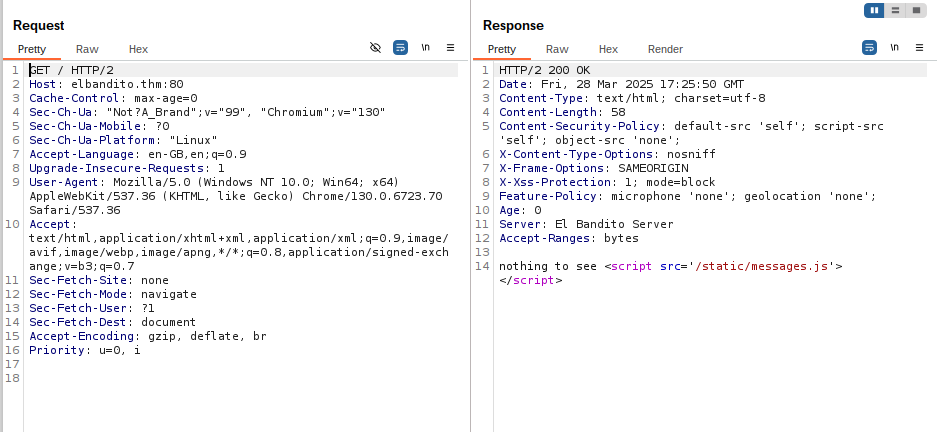 Request
Pretty Raw Hex
\n
1 GET / HTTP/2
2 Host: elbandito.thm:80
3 Cache-Control: max-age=0
4 Sec-Ch-Ua: "Not?A_Brand";v="99", "Chromium";v="130"
5 Sec-Ch-Ua-Mobile: ?0
6 Sec-Ch-Ua-Platform: "Linux"
7 Accept-Language: en-GB,en;q=0.9
8 Upgrade-Insecure-Requests: 1
9 User-Agent: Mozilla/5.0 (Windows NT 10.0; Win64; x64)
AppleWebKit/537.36 (KHTML, like Gecko) Chrome/130.0.6723.70
Safari/537.36
10 Accept:
text/html,application/xhtml+xml,application/xml;q=0.9,image/
avif,image/webp,image/apng,*/*;q=0.8,application/signed-exch
ange;v=b3;q=0.7
11 Sec-Fetch-Site: none
12 Sec-Fetch-Mode: navigate
13 Sec-Fetch-User: ?1
14 Sec-Fetch-Dest: document
15 Accept-Encoding: gzip, deflate, br
16 Priority: u=0, i
17
18
Response
Pretty Raw Hex Render
\n
1 HTTP/2 200 OK
2 Date: Fri, 28 Mar 2025 17:25:50 GMT
3 Content-Type: text/html; charset=utf-8
4 Content-Length: 58
5 Content-Security-Policy: default-src 'self'; script-src
'self'; object-src 'none';
6 X-Content-Type-Options: nosniff
7 X-Frame-Options: SAMEORIGIN
8 X-Xss-Protection: 1; mode=block
9 Feature-Policy: microphone 'none'; geolocation 'none';
10 Age: 0
11 Server: El Bandito Server
12 Accept-Ranges: bytes
13
14 nothing to see <script src='/static/messages.js'>
</script>